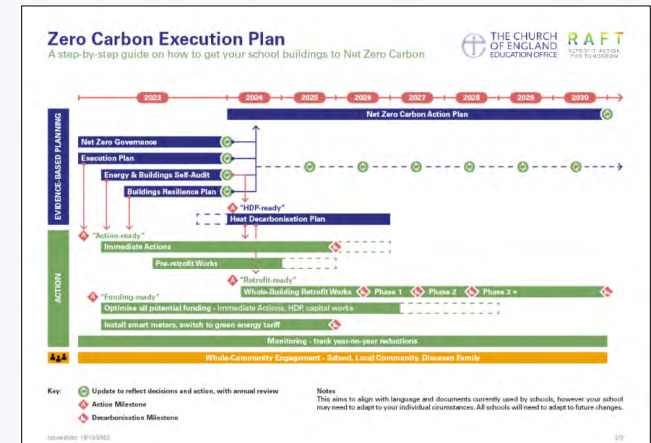 Zero Carbon Execution Plan
A step-by-step guide on how to get your school buildings to Net Zero Carbon
THE CHURCH
OF ENGLAND
EDUCATION OFFICE
RAFT
RETROFIT ACTION
FOR TOMORROW
2023 2024 2025 2026 2027 2028 2029 2030
EVIDENCE-BASED PLANNING
Net Zero Carbon Action Plan
Net Zero Governance
Execution Plan
Energy & Buildings Self-Audit
Buildings Resilience Plan
"HDP-ready"
Heat Decarbonisation Plan
ACTION
"Action-ready"
Immediate Actions
Pre-retrofit Works
"Retrofit-ready"
Whole-Building Retrofit Works Phase 1 Phase 2 Phase 3 +
"Funding-ready"
Optimise all potential funding - Immediate Actions, HDP, capital works
Install smart meters, switch to green energy tariff
Monitoring - track year-on-year reductions
Whole-Community Engagement - School, Local Community, Diocesan Family
Key:
Update to reflect decisions and action, with annual review
Action Milestone
Decarbonisation Milestone
Notes
This aims to align with language and documents currently used by schools, however your school
may need to adapt to your individual cirumstances. All schools will need to adapt to future changes.